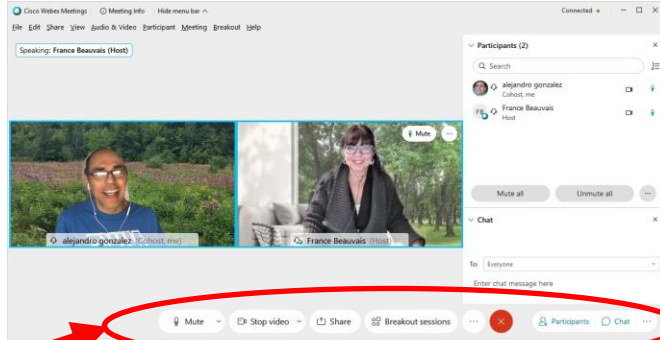 Cisco Webex Meetings Meeting Info Hide menu bar Connected
File Edit Share View Audio & Video Participant Meeting Breakout Help
Speaking: France Beauvais (Host)
Participants (2)
Search
alejandro gonzalez
Cohost, me
FB France Beauvais
Host
Mute
alejandro gonzalez (Cohost, me)
France Beauvais (Host)
Mute all Unmute all
Chat
To: Everyone
Enter chat message here
Mute Stop video Share Breakout sessions Participants Chat